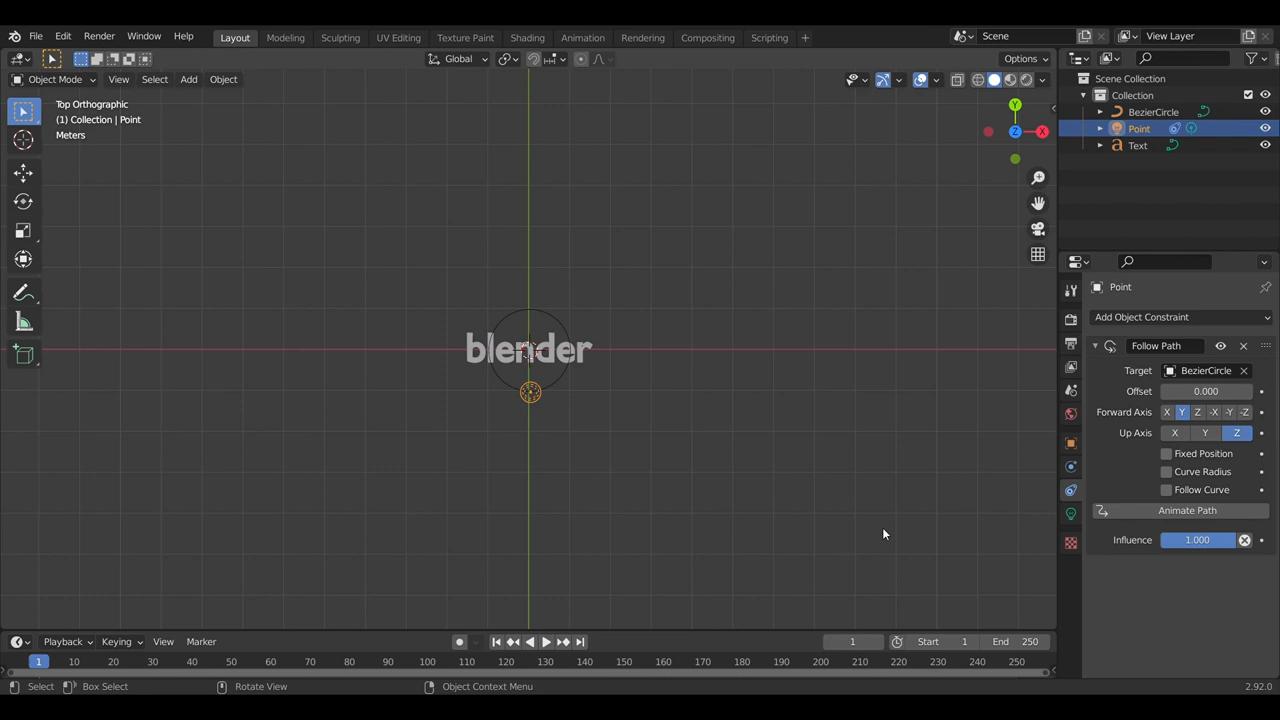 File Edit Render Window Help Layout Modeling Sculpting UV Editing Texture Paint Shading Animation Rendering Compositing Scripting + Scene View Layer
Global Options
Object Mode View Select Add Object
Top Orthographic
(1) Collection | Point
Meters
Y
Z
X
blender
Scene Collection
Collection
BezierCircle
Point
Text
Point
Add Object Constraint
Follow Path
Target BezierCircle
Offset 0.000
Forward Axis X Y Z -X -Y -Z
Up Axis X Y Z
Fixed Position
Curve Radius
Follow Curve
Animate Path
Influence 1.000
Playback Keying View Marker 1 Start 1 End 250
1 10 20 30 40 50 60 70 80 90 100 110 120 130 140 150 160 170 180 190 200 210 220 230 240 250
Select Box Select Rotate View Object Context Menu 2.92.0